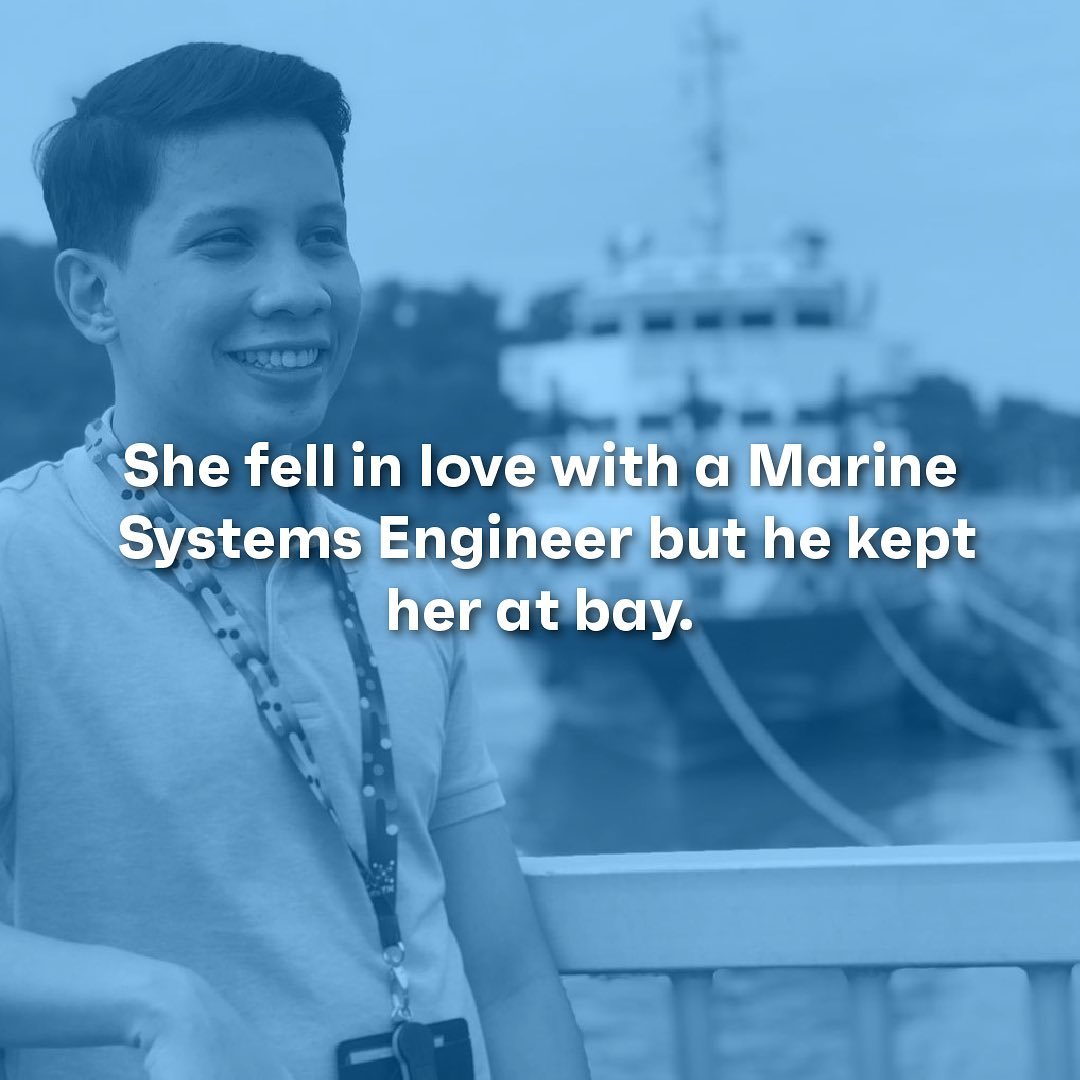 She fell in love with a Marine
Systems Engineer but he kept
her at bay.